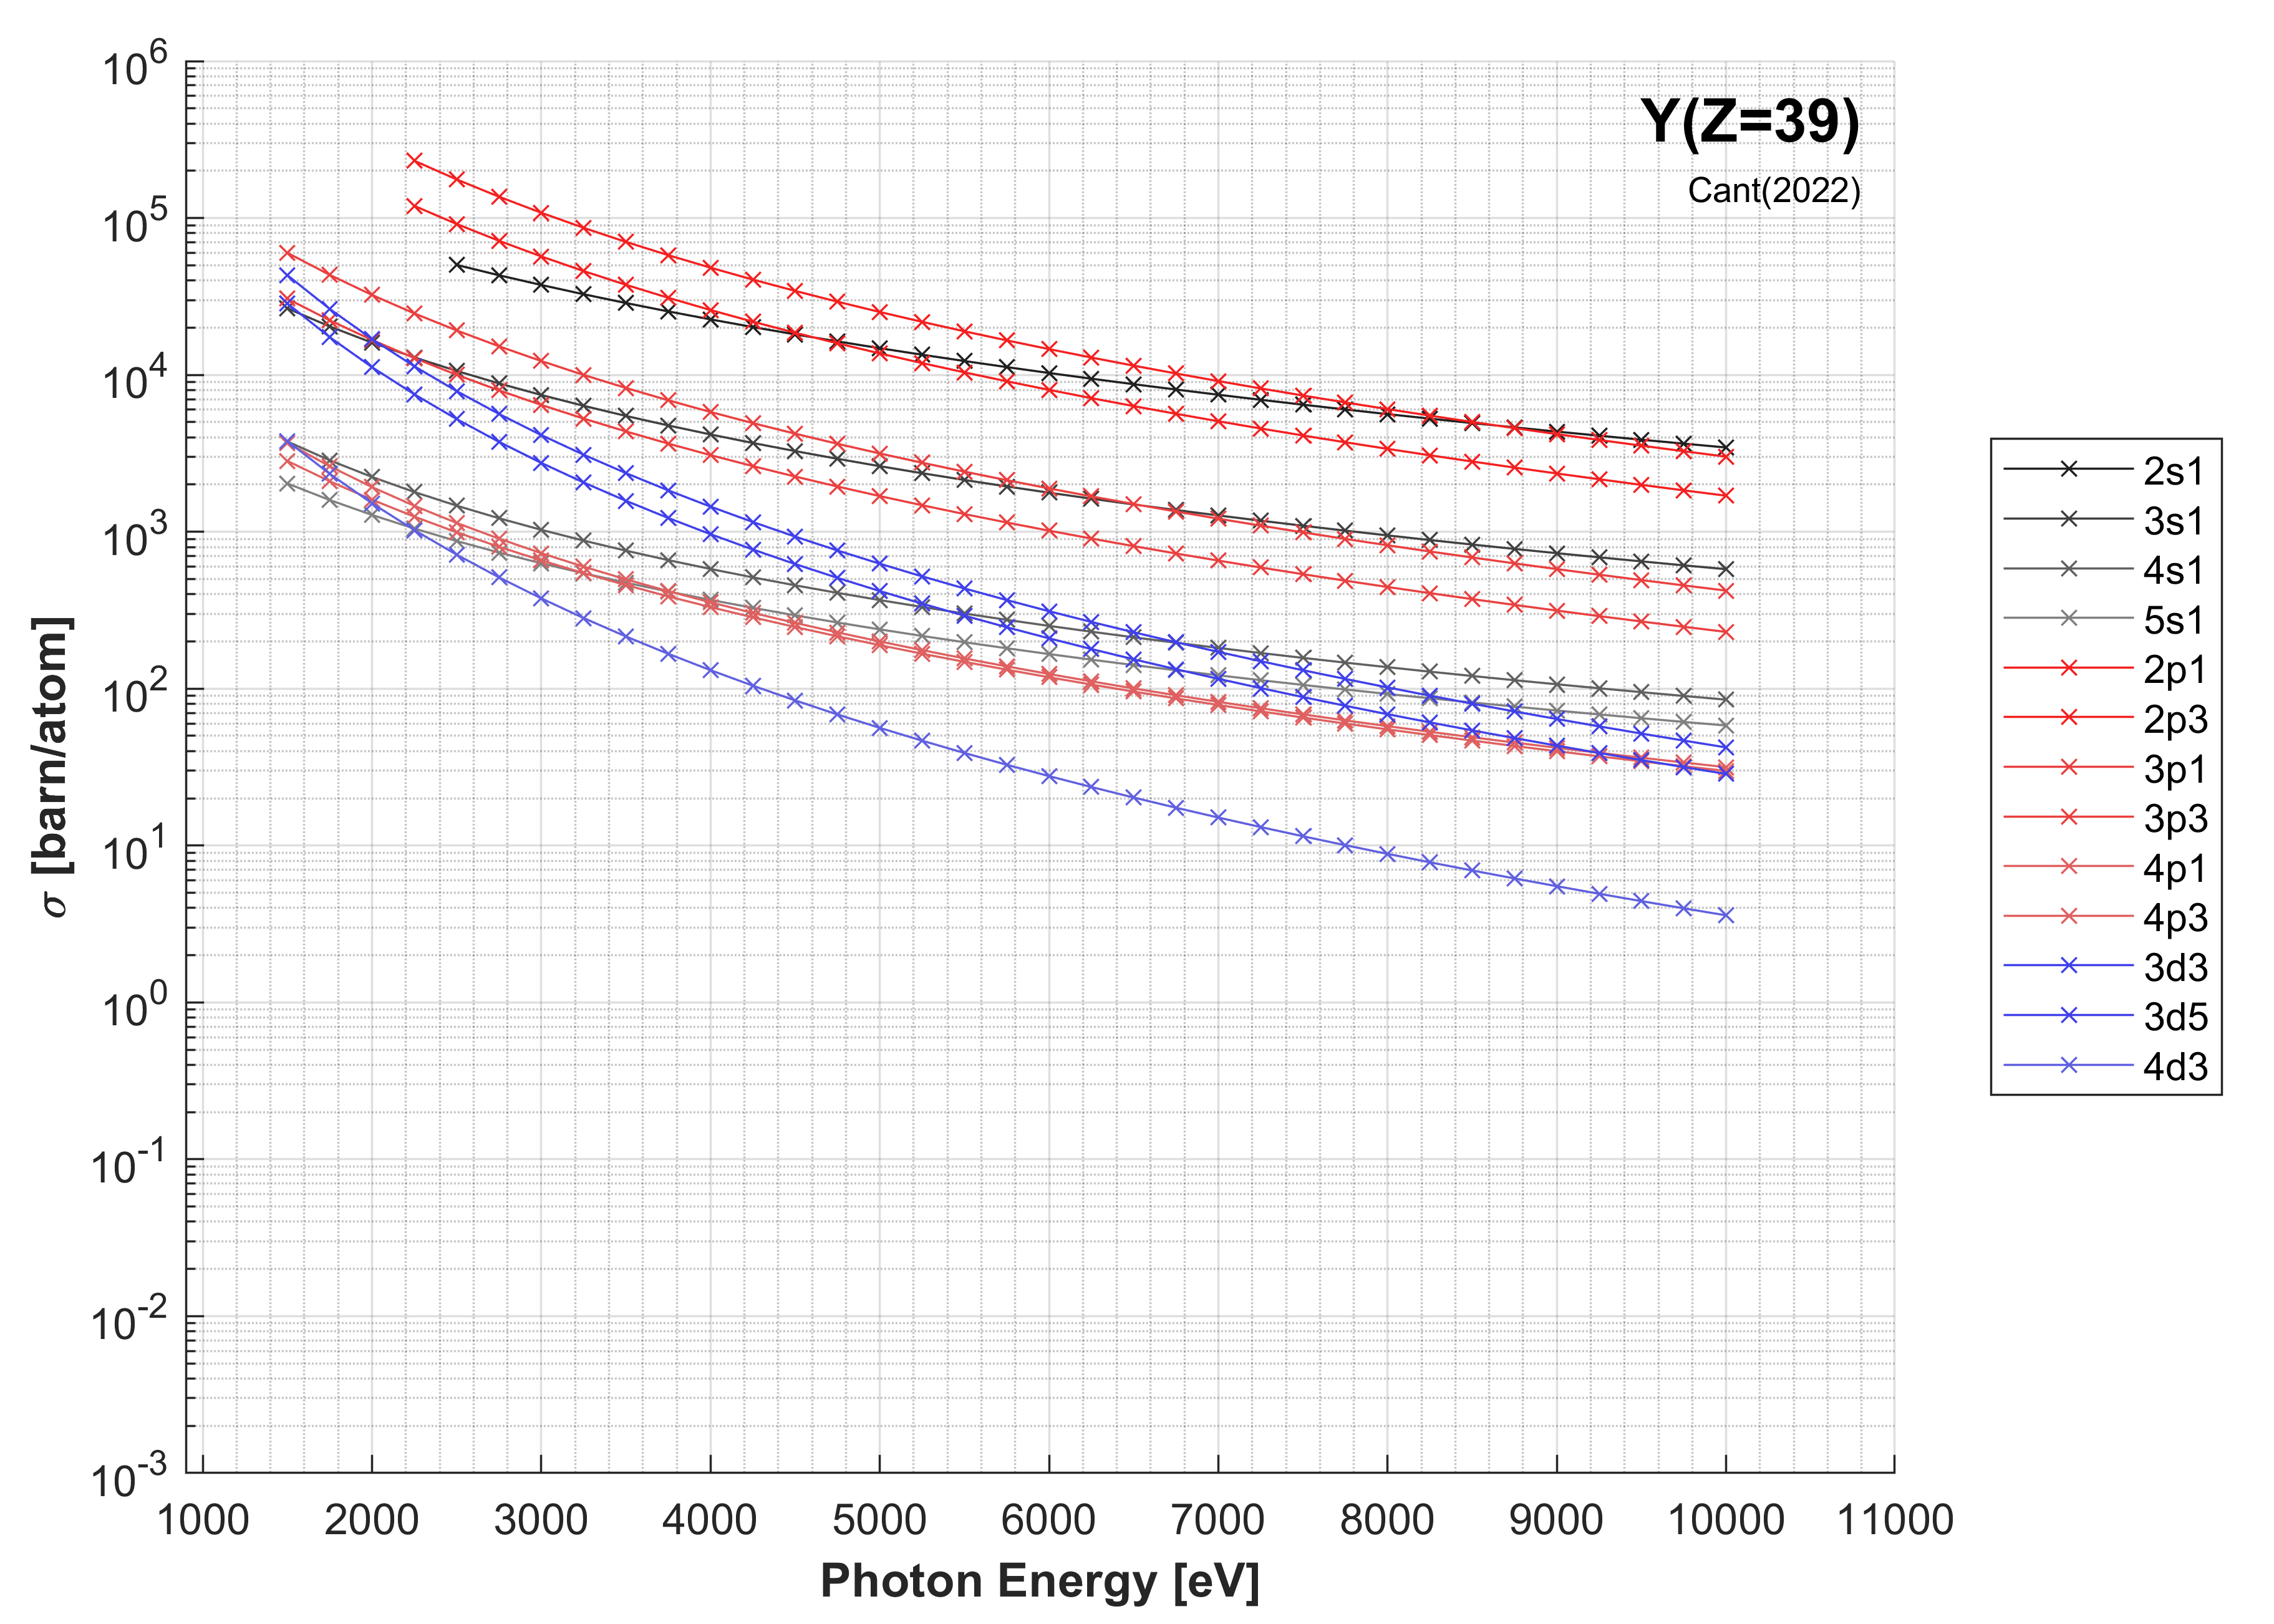 Y(Z=39)
Cant(2022)
10^6
10^5
10^4
10^3
10^2
10^1
10^0
10^-1
10^-2
10^-3
σ [barn/atom]
1000 2000 3000 4000 5000 6000 7000 8000 9000 10000 11000
Photon Energy [eV]
2s1
3s1
4s1
5s1
2p1
2p3
3p1
3p3
4p1
4p3
3d3
3d5
4d3